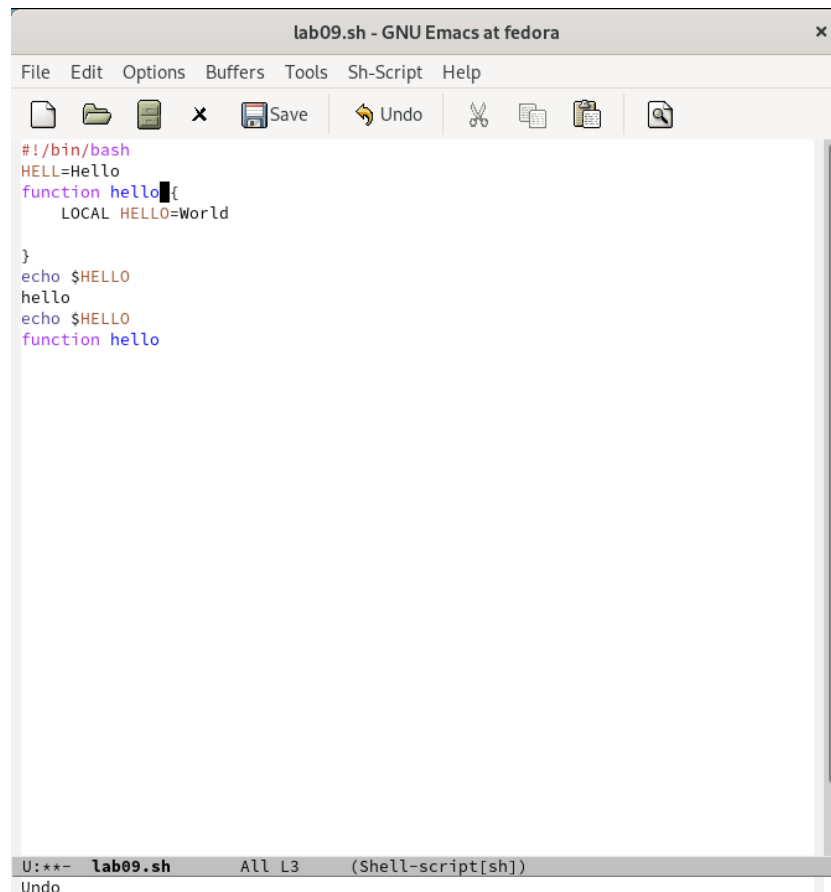 lab09.sh - GNU Emacs at fedora ×
File Edit Options Buffers Tools Sh-Script Help
Save Undo
#!/bin/bash
HELL=Hello
function hello {
    LOCAL HELLO=World

}
echo $HELLO
hello
echo $HELLO
function hello
U:**- lab09.sh All L3 (Shell-script[sh])
Undo